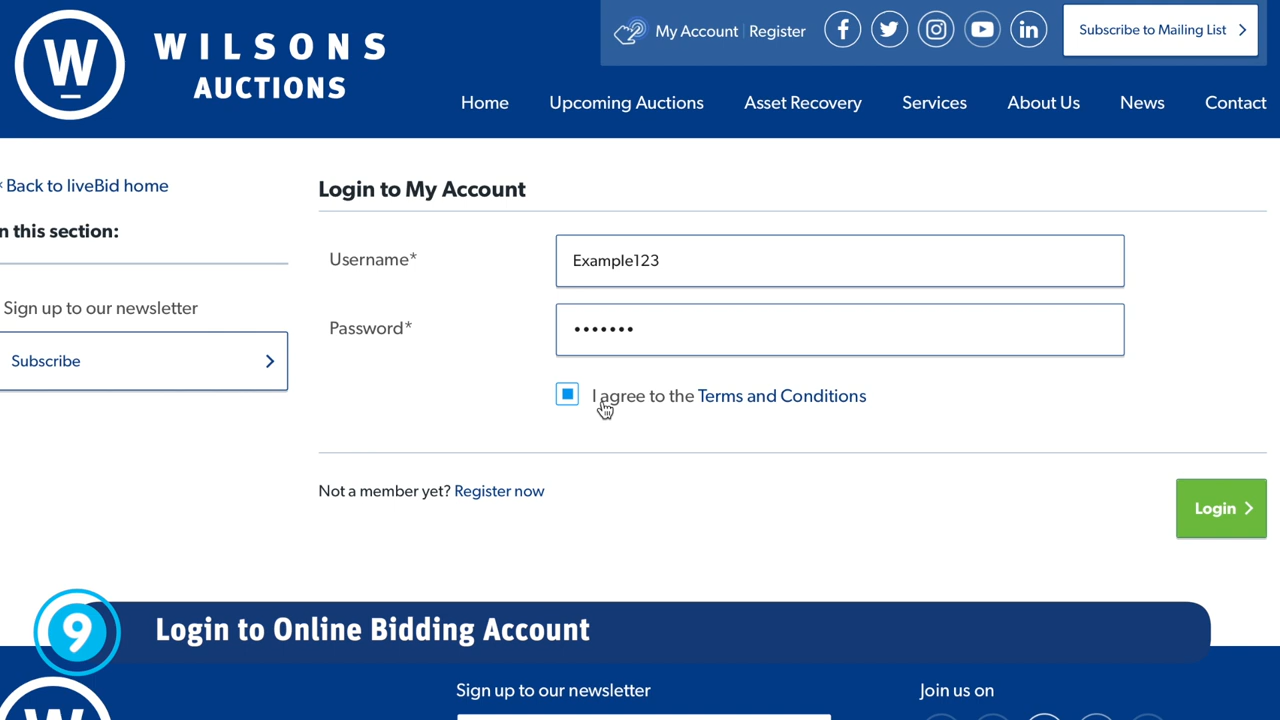 W
WILSONS
AUCTIONS
My Account Register
Subscribe to Mailing List
Home Upcoming Auctions Asset Recovery Services About Us News Contact
Back to liveBid home
n this section:
Sign up to our newsletter
Subscribe
Login to My Account
Username*
Example123
Password*
•••••••
I agree to the Terms and Conditions
Not a member yet? Register now
Login
9
Login to Online Bidding Account
Sign up to our newsletter
Join us on